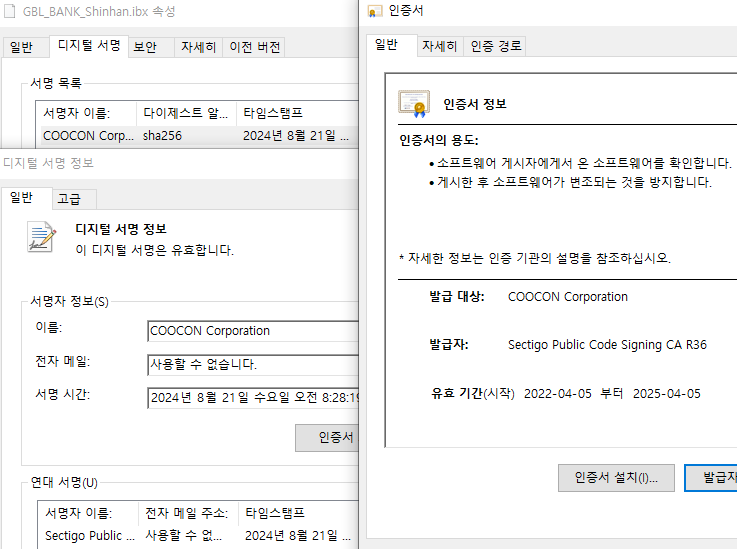 GBL_BANK_Shinhan.ibx 속성
일반 디지털 서명 보안 자세히 이전 버전
서명 목록
서명자 이름: 다이제스트 알... 타임스탬프
COOCON Corp... sha256 2024년 8월 21일 ...
디지털 서명 정보
일반 고급
디지털 서명 정보
이 디지털 서명은 유효합니다.
서명자 정보(S)
이름: COOCON Corporation
전자 메일: 사용할 수 없습니다.
서명 시간: 2024년 8월 21일 수요일 오전 8:28:19
인증서
연대 서명(U)
서명자 이름: 전자 메일 주소: 타임스탬프
Sectigo Public ... 사용할 수 없... 2024년 8월 21일 ...
인증서
일반 자세히 인증 경로
인증서 정보
인증서의 용도:
• 소프트웨어 게시자에게서 온 소프트웨어를 확인합니다.
• 게시한 후 소프트웨어가 변조되는 것을 방지합니다.
* 자세한 정보는 인증 기관의 설명을 참조하십시오.
발급 대상: COOCON Corporation
발급자: Sectigo Public Code Signing CA R36
유효 기간(시작) 2022-04-05 부터 2025-04-05
인증서 설치(I)... 발급자